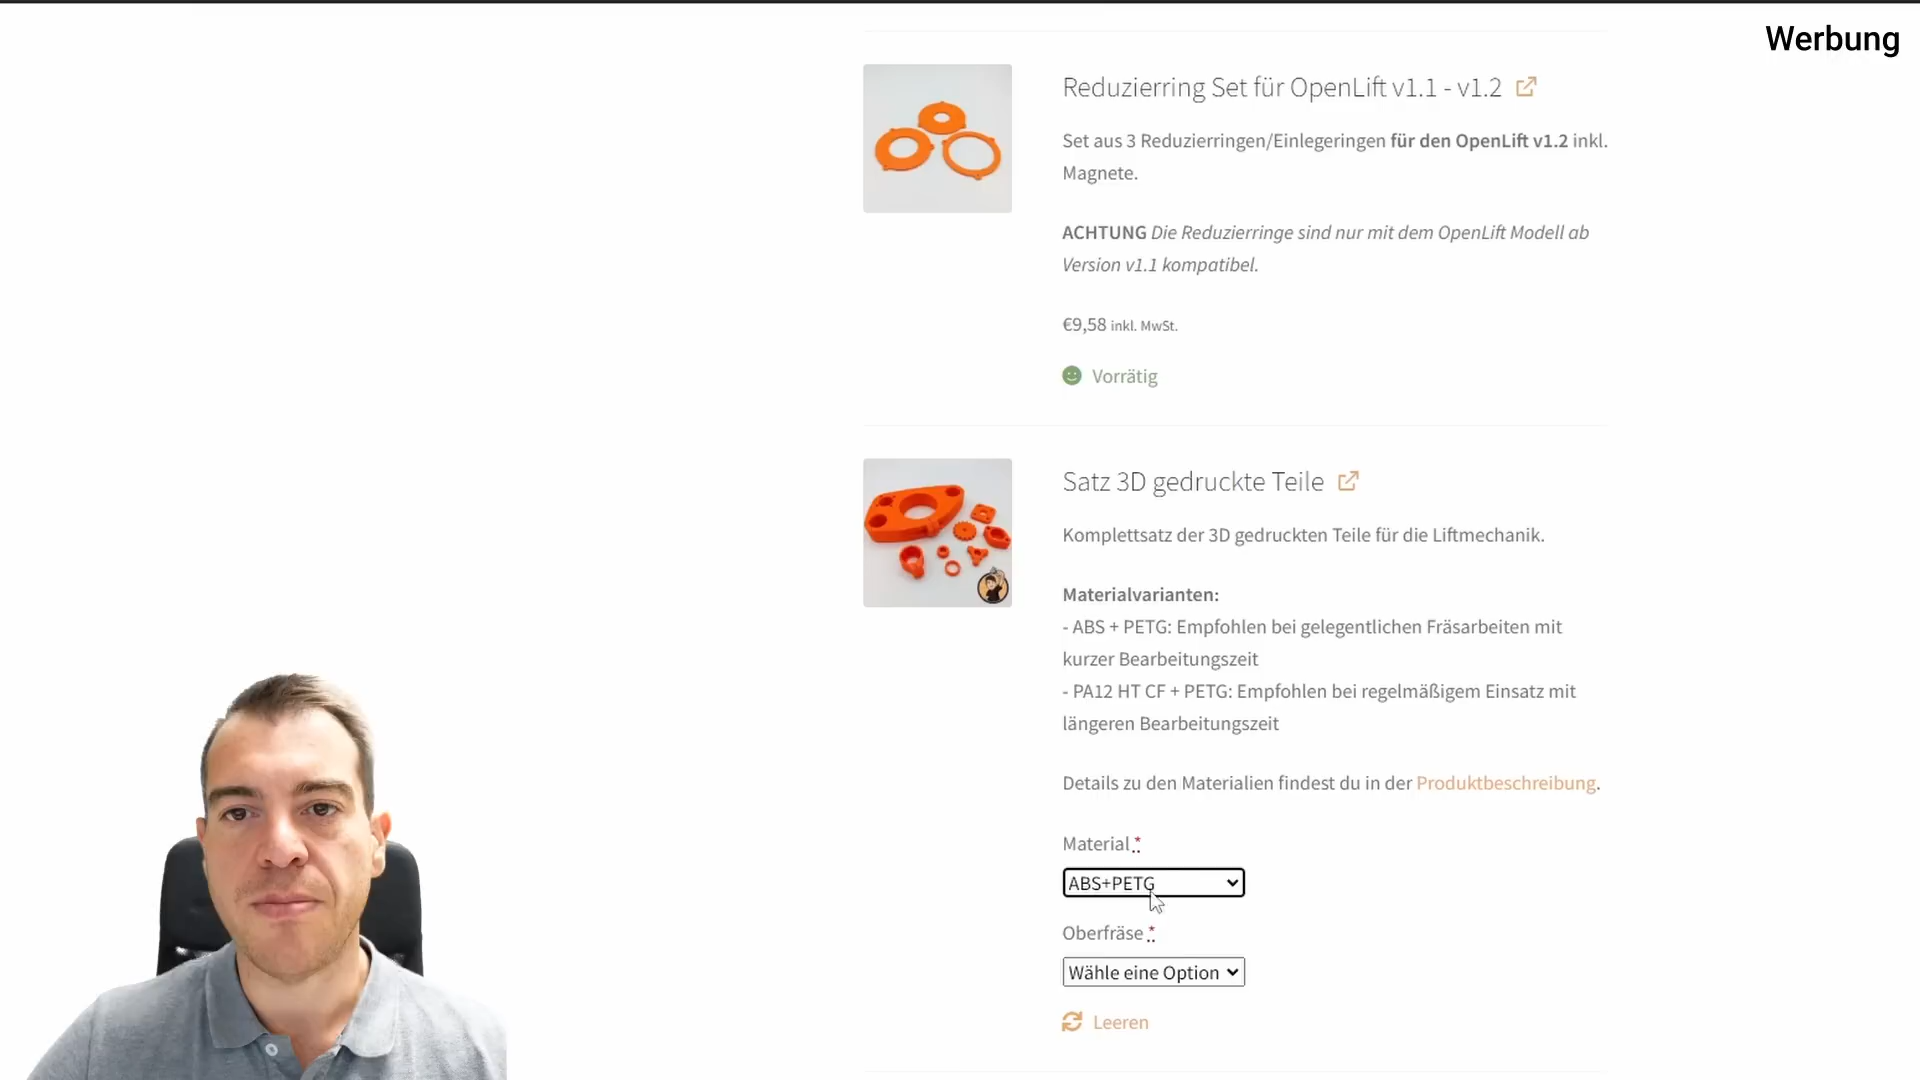 Werbung
Reduzierring Set für OpenLift v1.1 - v1.2
Set aus 3 Reduzierringen/Einlegeringen für den OpenLift v1.2 inkl.
Magnete.
ACHTUNG Die Reduzierringe sind nur mit dem OpenLift Modell ab
Version v1.1 kompatibel.
€9,58 inkl. MwSt.
Vorrätig
Satz 3D gedruckte Teile
Komplettsatz der 3D gedruckten Teile für die Liftmechanik.
Materialvarianten:
- ABS + PETG: Empfohlen bei gelegentlichen Fräsarbeiten mit
kurzer Bearbeitungszeit
- PA12 HT CF + PETG: Empfohlen bei regelmäßigem Einsatz mit
längeren Bearbeitungszeit
Details zu den Materialien findest du in der Produktbeschreibung.
Material *
ABS+PETG
Oberfräse *
Wähle eine Option
Leeren